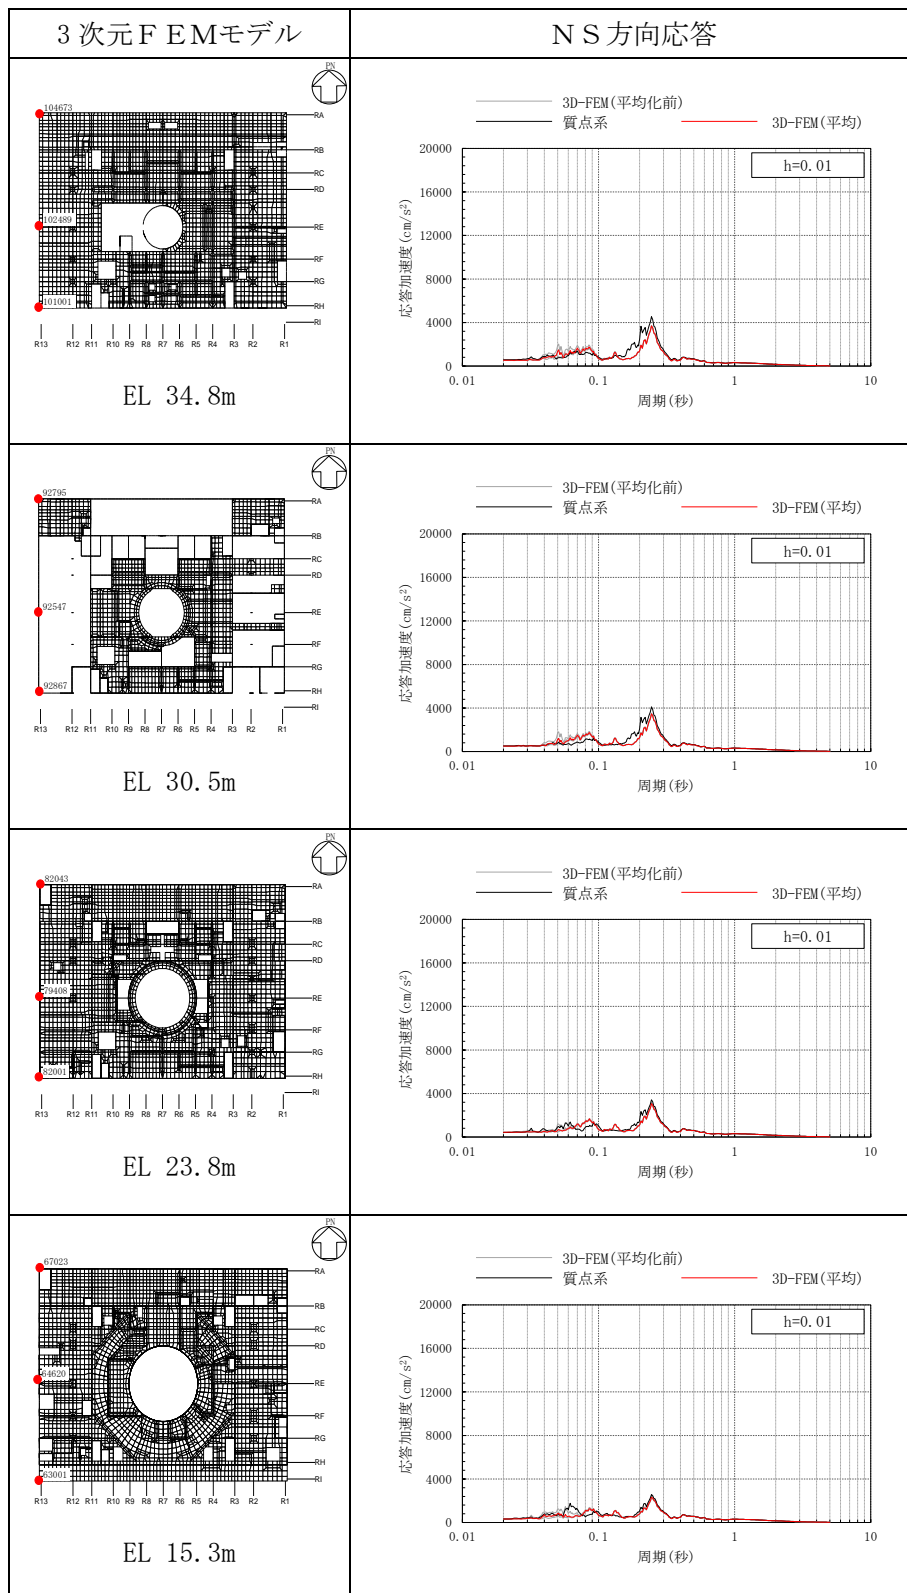 3次元ＦＥＭモデル
ＮＳ方向応答
PN
104673
102489
101001
RA
RB
RC
RD
RE
RF
RG
RH
RI
R13 R12 R11 R10 R9 R8 R7 R6 R5 R4 R3 R2 R1
EL 34.8m
3D-FEM(平均化前)
質点系 3D-FEM(平均)
h=0.01
応答加速度(cm/s²)
20000
16000
12000
8000
4000
0
0.01 0.1 1 10
周期(秒)
PN
92795
92547
92867
RA
RB
RC
RD
RE
RF
RG
RH
RI
R13 R12 R11 R10 R9 R8 R7 R6 R5 R4 R3 R2 R1
EL 30.5m
3D-FEM(平均化前)
質点系 3D-FEM(平均)
h=0.01
応答加速度(cm/s²)
20000
16000
12000
8000
4000
0
0.01 0.1 1 10
周期(秒)
PN
82043
79408
82001
RA
RB
RC
RD
RE
RF
RG
RH
RI
R13 R12 R11 R10 R9 R8 R7 R6 R5 R4 R3 R2 R1
EL 23.8m
3D-FEM(平均化前)
質点系 3D-FEM(平均)
h=0.01
応答加速度(cm/s²)
20000
16000
12000
8000
4000
0
0.01 0.1 1 10
周期(秒)
PN
67023
64620
63001
RA
RB
RC
RD
RE
RF
RG
RH
RI
R13 R12 R11 R10 R9 R8 R7 R6 R5 R4 R3 R2 R1
EL 15.3m
3D-FEM(平均化前)
質点系 3D-FEM(平均)
h=0.01
応答加速度(cm/s²)
20000
16000
12000
8000
4000
0
0.01 0.1 1 10
周期(秒)